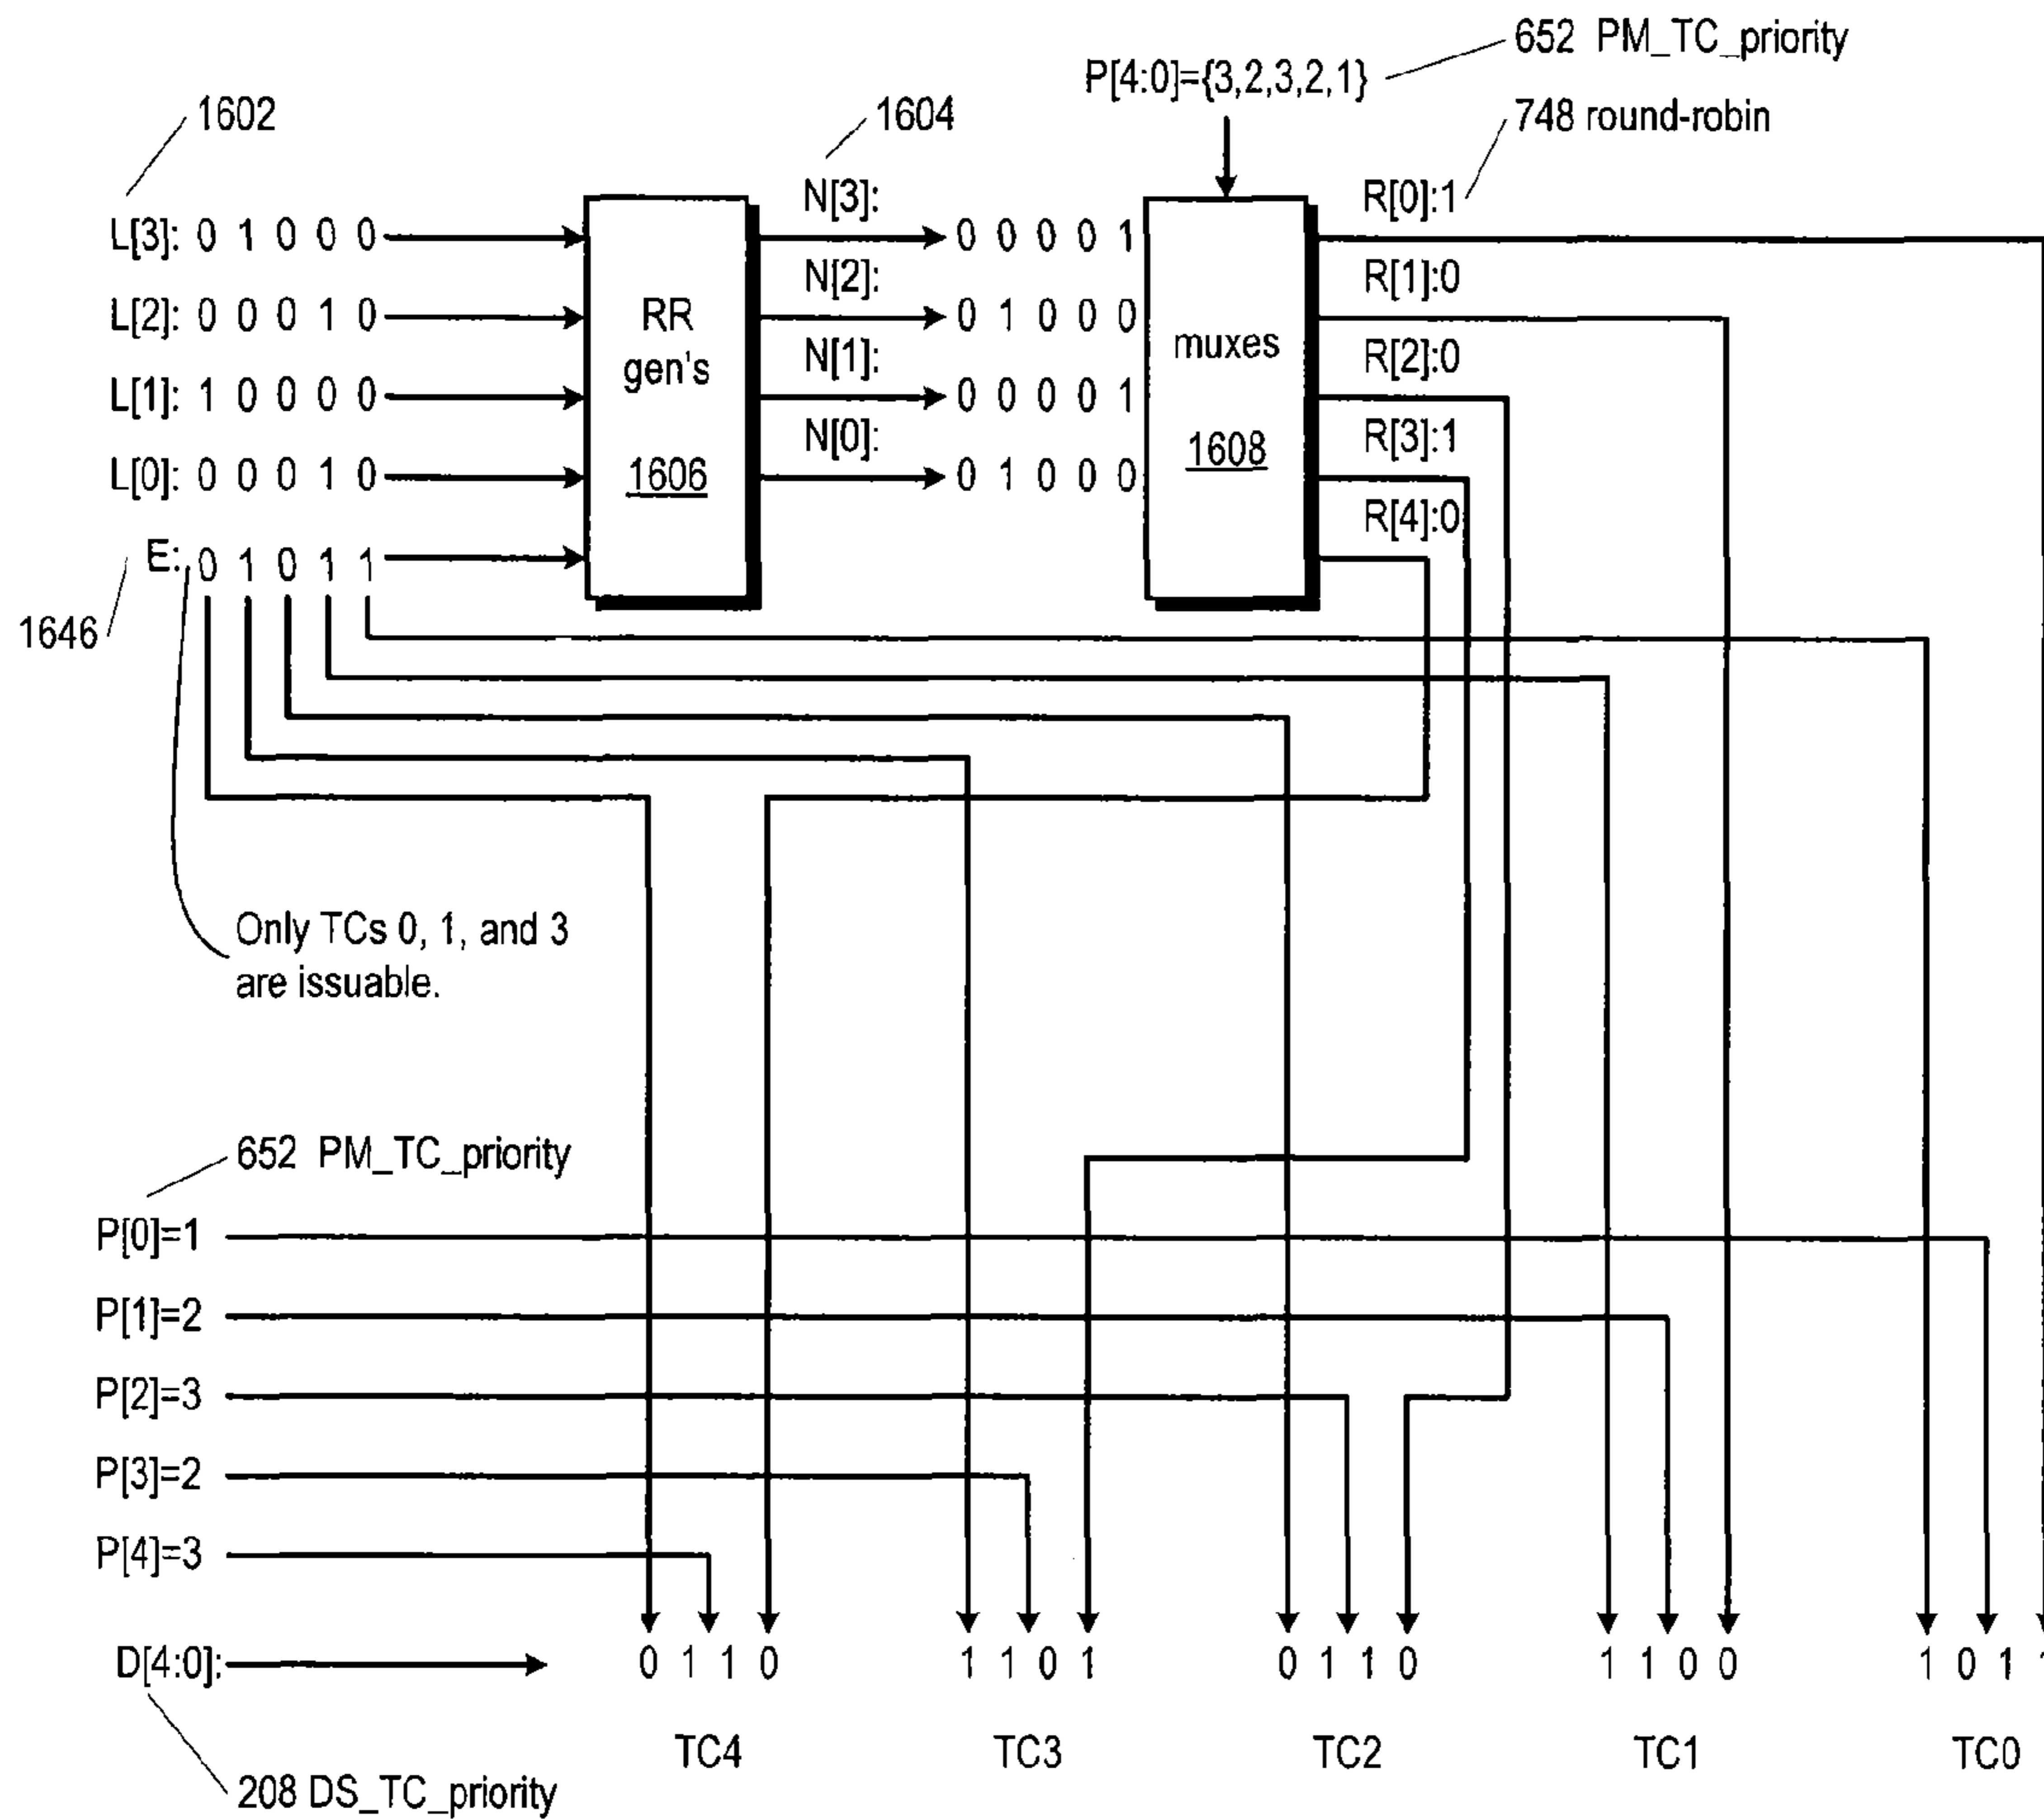 652 PM_TC_priority
P[4:0]={3,2,3,2,1}
1602
1604
748 round-robin
L[3]: 0 1 0 0 0
N[3]:
0 0 0 0 1
R[0]:1
L[2]: 0 0 0 1 0
RR
gen's
1606
N[2]:
0 1 0 0 0
muxes
1608
R[1]:0
L[1]: 1 0 0 0 0
N[1]:
0 0 0 0 1
R[2]:0
L[0]: 0 0 0 1 0
N[0]:
0 1 0 0 0
R[3]:1
R[4]:0
E: 0 1 0 1 1
1646
Only TCs 0, 1, and 3
are issuable.
652 PM_TC_priority
P[0]=1
P[1]=2
P[2]=3
P[3]=2
P[4]=3
D[4:0]:
0 1 1 0
1 1 0 1
0 1 1 0
1 1 0 0
1 0 1 1
TC4
TC3
TC2
TC1
TC0
208 DS_TC_priority